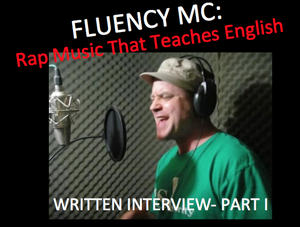 FLUENCY MC:
Rap Music That Teaches English
WRITTEN INTERVIEW- PART I